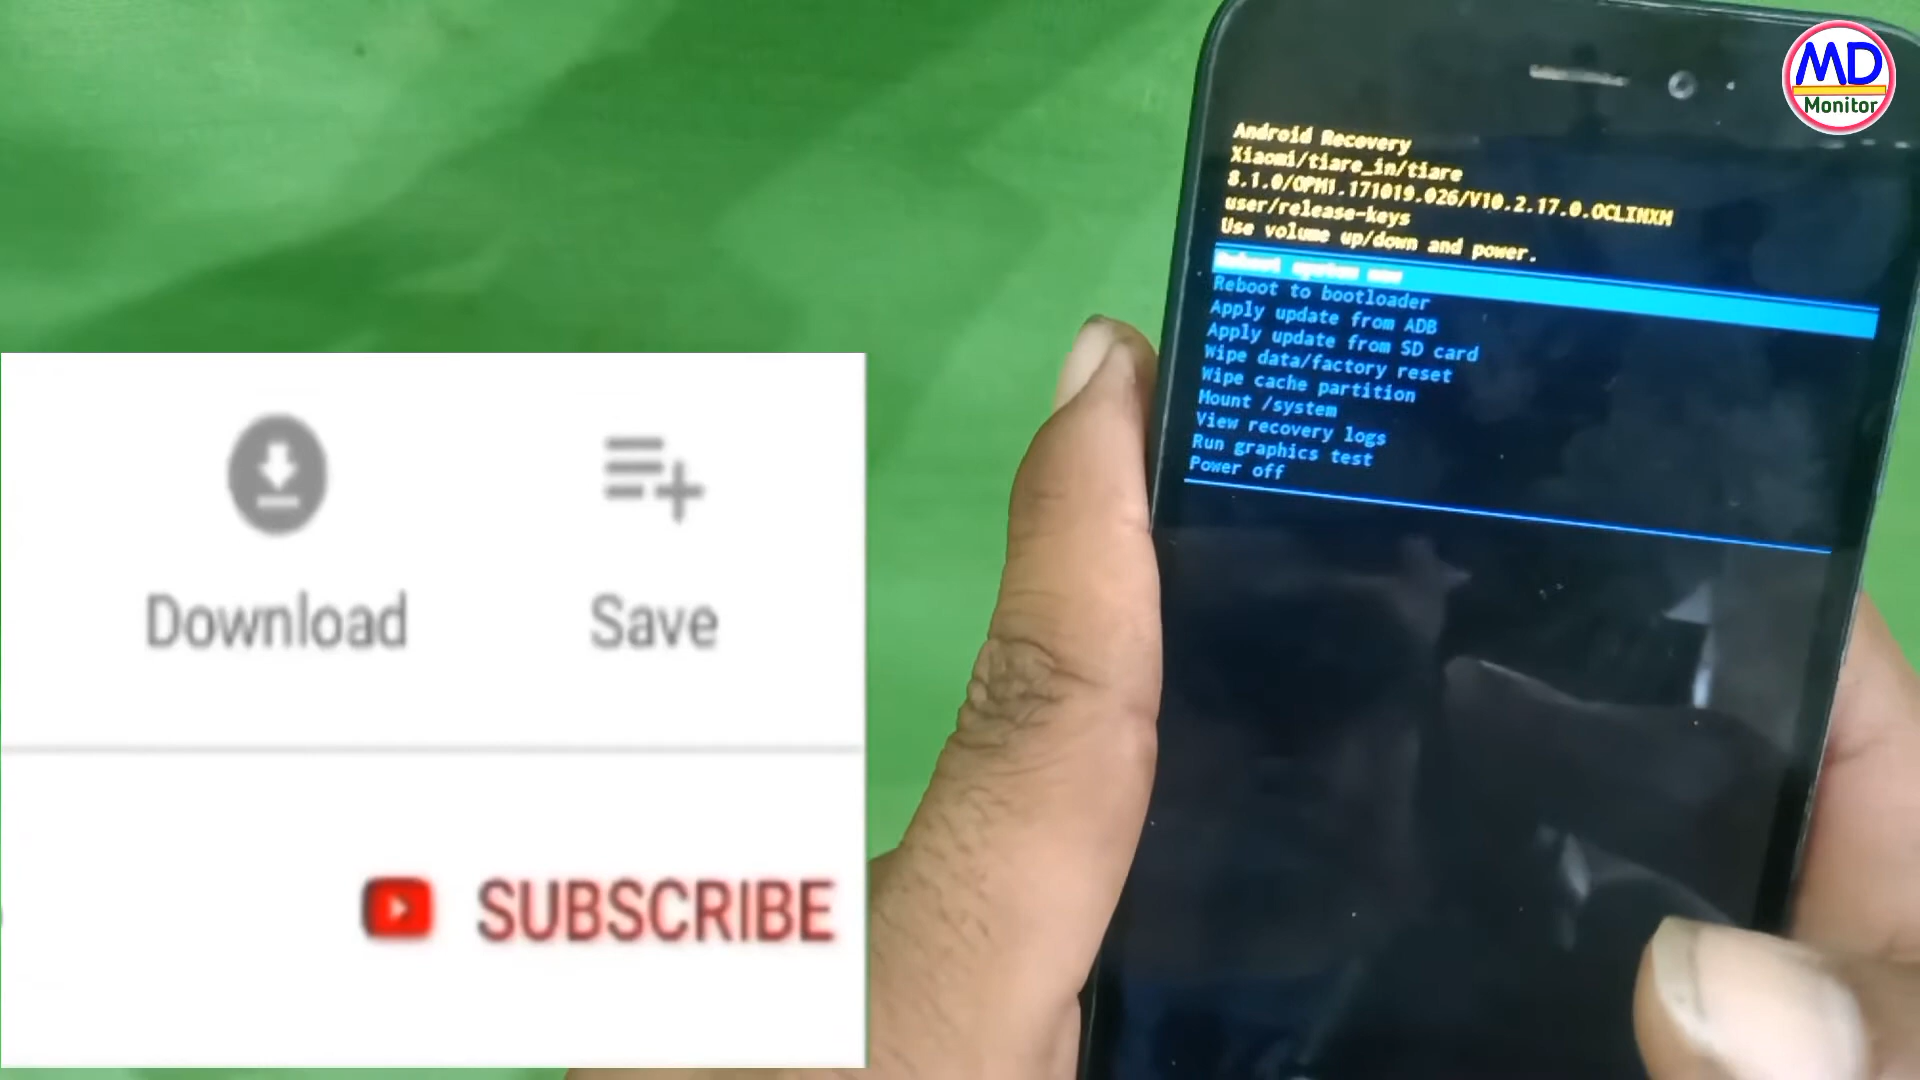 MD
Monitor
Android Recovery
Xiaomi/tiare_in/tiare
8.1.0/OPM1.171019.026/V10.2.17.0.OCLINXM
user/release-keys
Use volume up/down and power.
Reboot system now
Reboot to bootloader
Apply update from ADB
Apply update from SD card
Wipe data/factory reset
Wipe cache partition
Mount /system
View recovery logs
Run graphics test
Power off
Download
Save
SUBSCRIBE